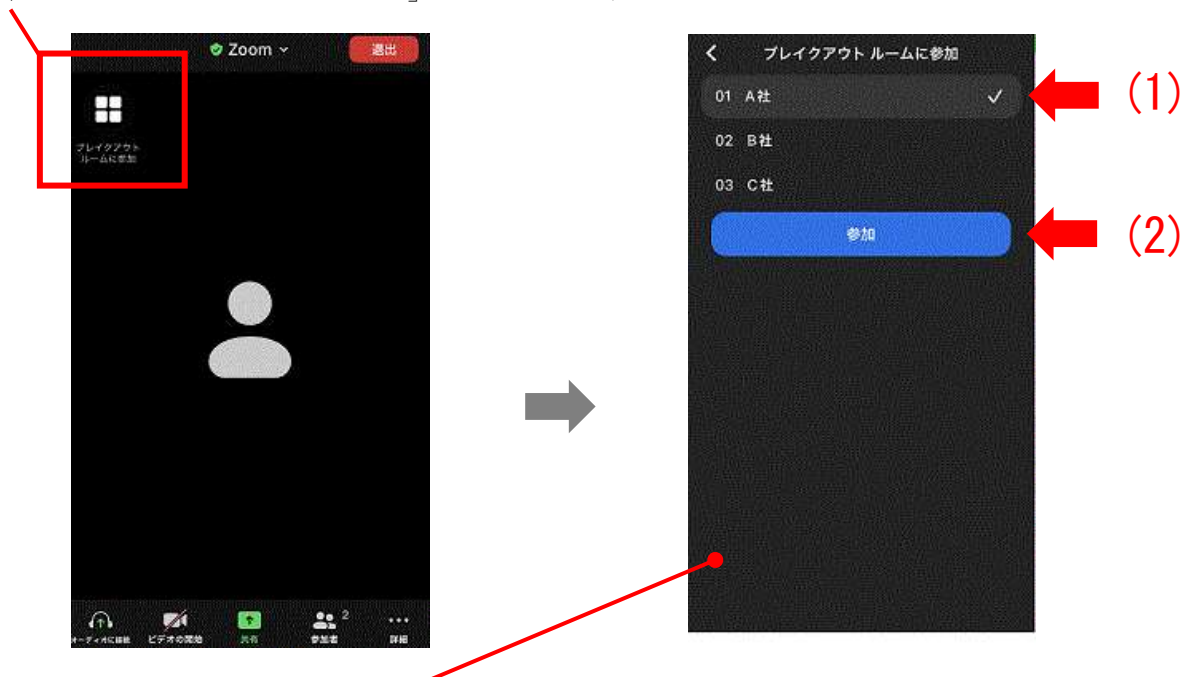 Zoom
退出
ブレイクアウト
ルームに参加
オーディオに接続
ビデオの開始
共有
参加者
2
詳細
ブレイクアウト ルームに参加
01 A社
(1)
02 B社
03 C社
参加
(2)